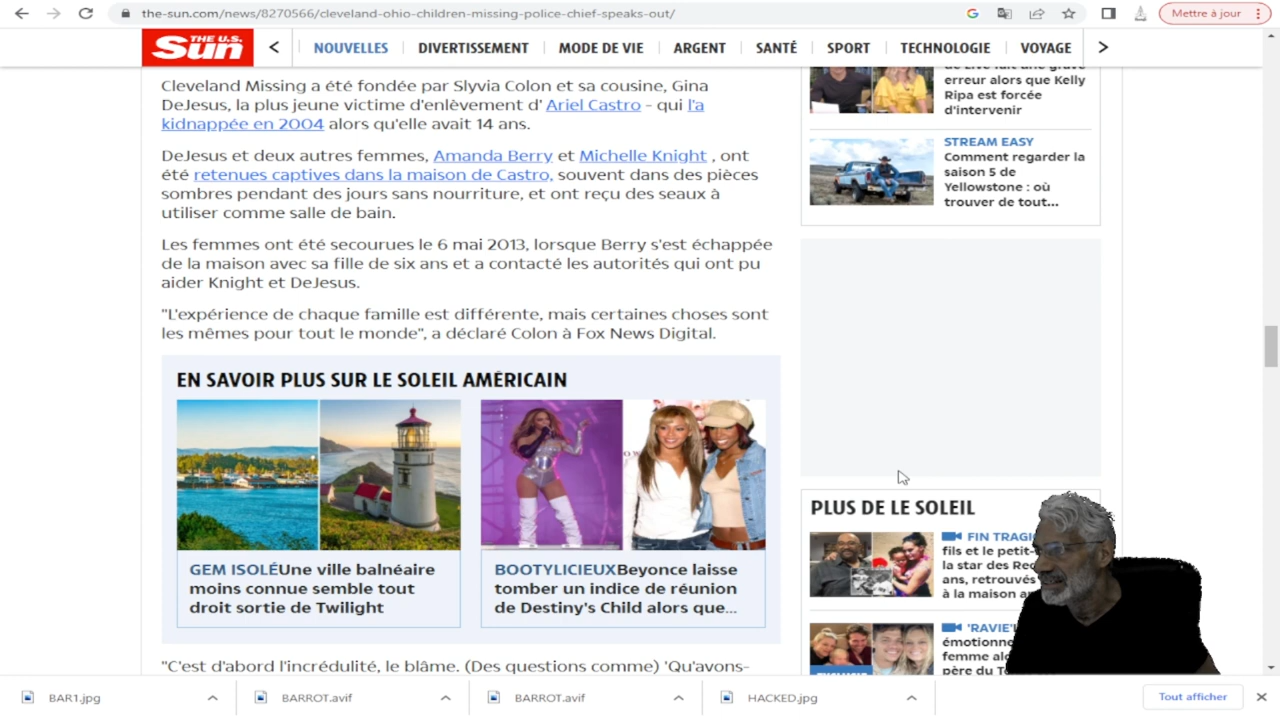 the-sun.com/news/8270566/cleveland-ohio-children-missing-police-chief-speaks-out/
Mettre à jour
THE U.S.
Sun
NOUVELLES
DIVERTISSEMENT
MODE DE VIE
ARGENT
SANTÉ
SPORT
TECHNOLOGIE
VOYAGE
Cleveland Missing a été fondée par Slyvia Colon et sa cousine, Gina
DeJesus, la plus jeune victime d'enlèvement d' Ariel Castro - qui l'a
kidnappée en 2004 alors qu'elle avait 14 ans.
DeJesus et deux autres femmes, Amanda Berry et Michelle Knight , ont
été retenues captives dans la maison de Castro, souvent dans des pièces
sombres pendant des jours sans nourriture, et ont reçu des seaux à
utiliser comme salle de bain.
Les femmes ont été secourues le 6 mai 2013, lorsque Berry s'est échappée
de la maison avec sa fille de six ans et a contacté les autorités qui ont pu
aider Knight et DeJesus.
"L'expérience de chaque famille est différente, mais certaines choses sont
les mêmes pour tout le monde", a déclaré Colon à Fox News Digital.
EN SAVOIR PLUS SUR LE SOLEIL AMÉRICAIN
GEM ISOLÉUne ville balnéaire
moins connue semble tout
droit sortie de Twilight
BOOTYLICIEUXBeyonce laisse
tomber un indice de réunion
de Destiny's Child alors que...
"C'est d'abord l'incrédulité, le blâme. (Des questions comme) 'Qu'avons-
de Live fait une grave
erreur alors que Kelly
Ripa est forcée
d'intervenir
STREAM EASY
Comment regarder la
saison 5 de
Yellowstone : où
trouver de tout...
PLUS DE LE SOLEIL
FIN TRAGI
fils et le petit-
la star des Rec
ans, retrouvés
à la maison a
'RAVIE'
émotionne
femme al
père du T
BAR1.jpg
BARROT.avif
BARROT.avif
HACKED.jpg
Tout afficher